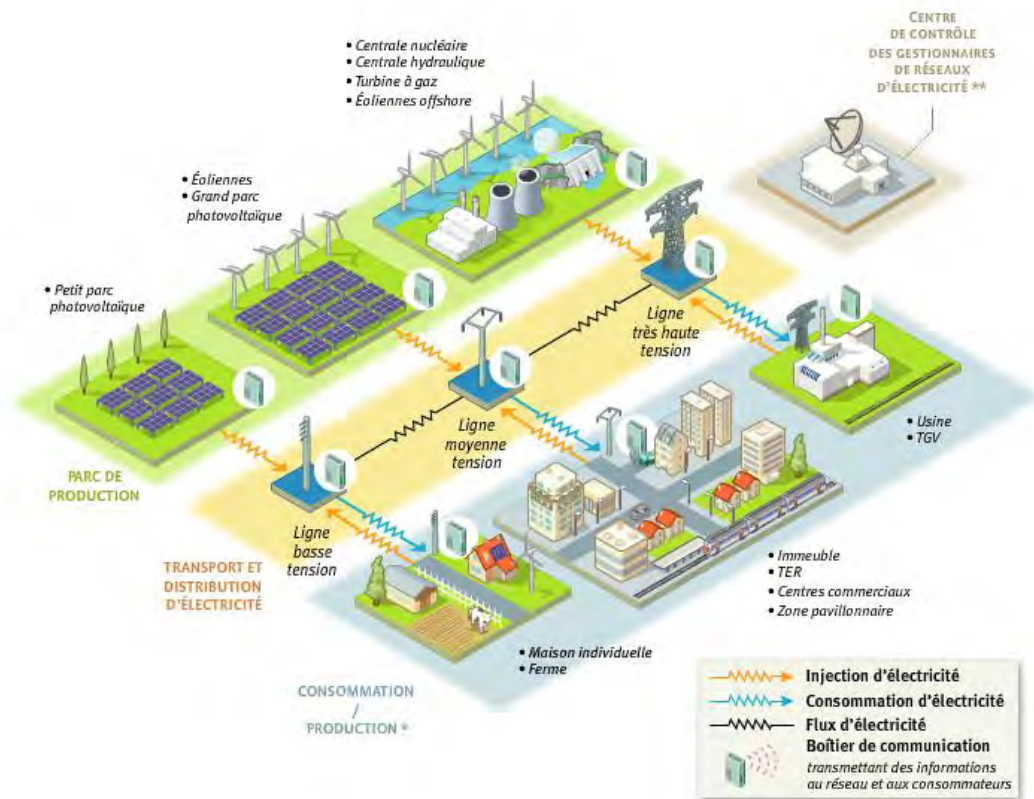 CENTRE
DE CONTRÔLE
DES GESTIONNAIRES
DE RÉSEAUX
D'ÉLECTRICITÉ **
• Centrale nucléaire
• Centrale hydraulique
• Turbine à gaz
• Éoliennes offshore
• Éoliennes
• Grand parc
photovoltaïque
• Petit parc
photovoltaïque
Ligne
très haute
tension
Ligne
moyenne
tension
Ligne
basse
tension
• Usine
• TGV
PARC DE
PRODUCTION
TRANSPORT ET
DISTRIBUTION
D'ÉLECTRICITÉ
• Immeuble
• TER
• Centres commerciaux
• Zone pavillonnaire
• Maison individuelle
• Ferme
CONSOMMATION
/
PRODUCTION *
Injection d'électricité
Consommation d'électricité
Flux d'électricité
Boîtier de communication
transmettant des informations
au réseau et aux consommateurs